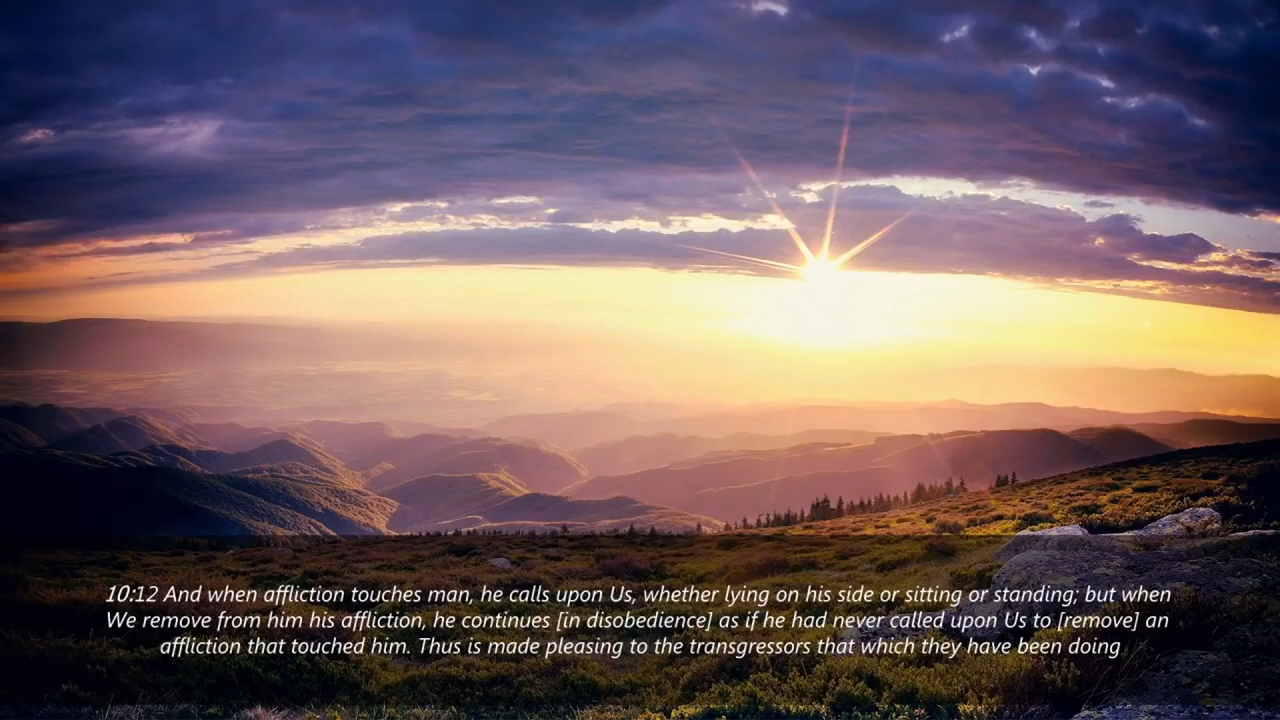 10:12 And when affliction touches man, he calls upon Us, whether lying on his side or sitting or standing; but when
We remove from him his affliction, he continues [in disobedience] as if he had never called upon Us to [remove] an
affliction that touched him. Thus is made pleasing to the transgressors that which they have been doing